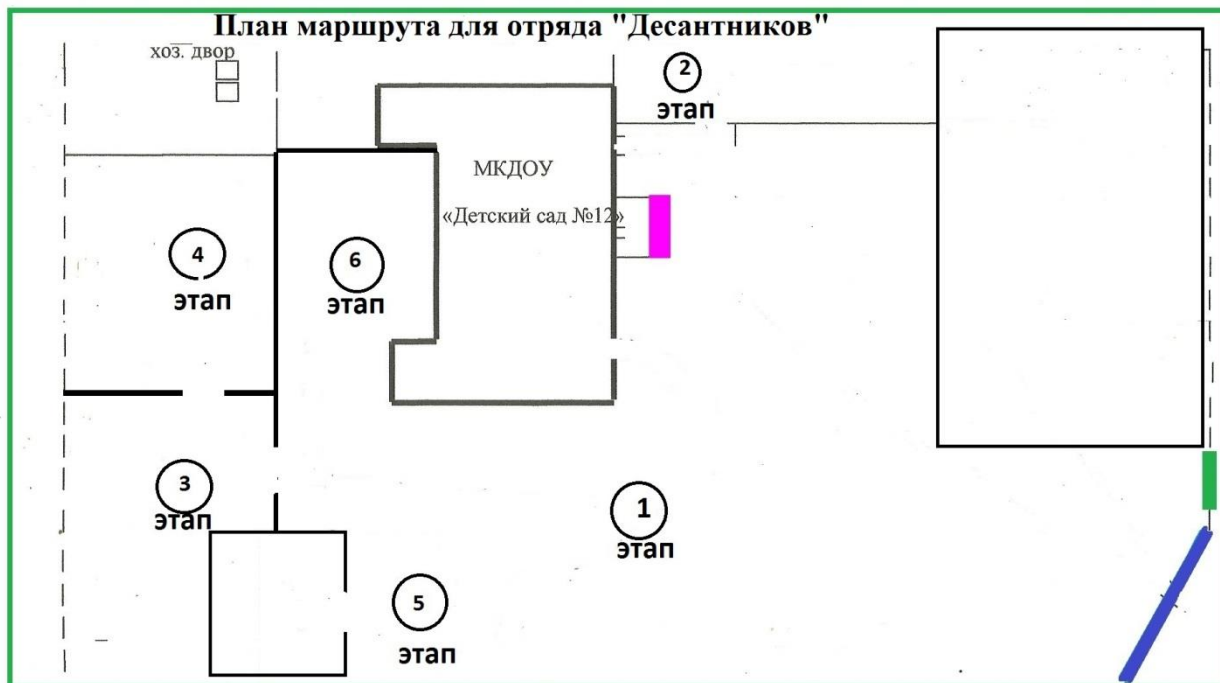 План маршрута для отряда "Десантников"
хоз. двор
2
этап
МКДОУ
«Детский сад №12»
4
этап
6
этап
3
этап
1
этап
5
этап